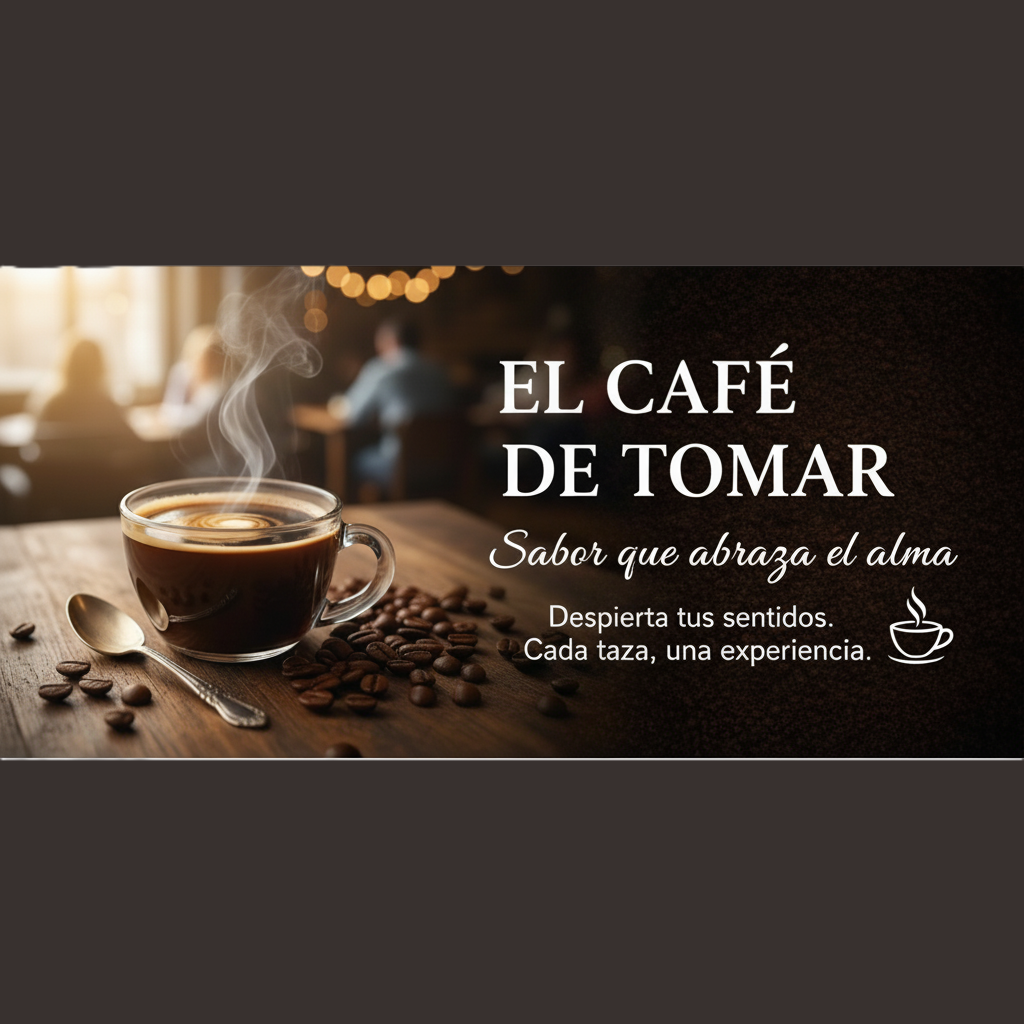 EL CAFÉ
DE TOMAR
Sabor que abraza el alma
Despierta tus sentidos.
Cada taza, una experiencia.